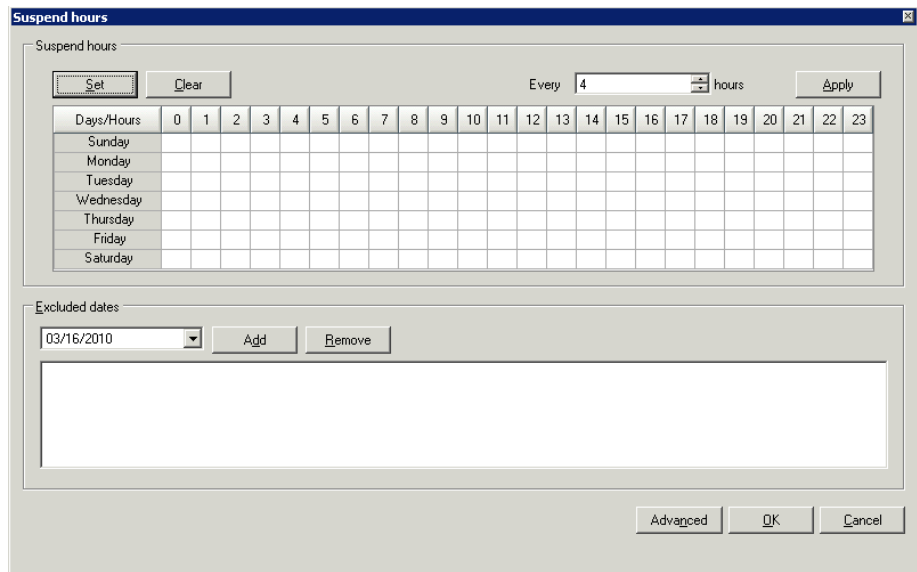 Suspend hours
Suspend hours
Set Clear Every 4 hours Apply
Days/Hours 0 1 2 3 4 5 6 7 8 9 10 11 12 13 14 15 16 17 18 19 20 21 22 23
Sunday
Monday
Tuesday
Wednesday
Thursday
Friday
Saturday
Excluded dates
03/16/2010 Add Remove
Advanced OK Cancel